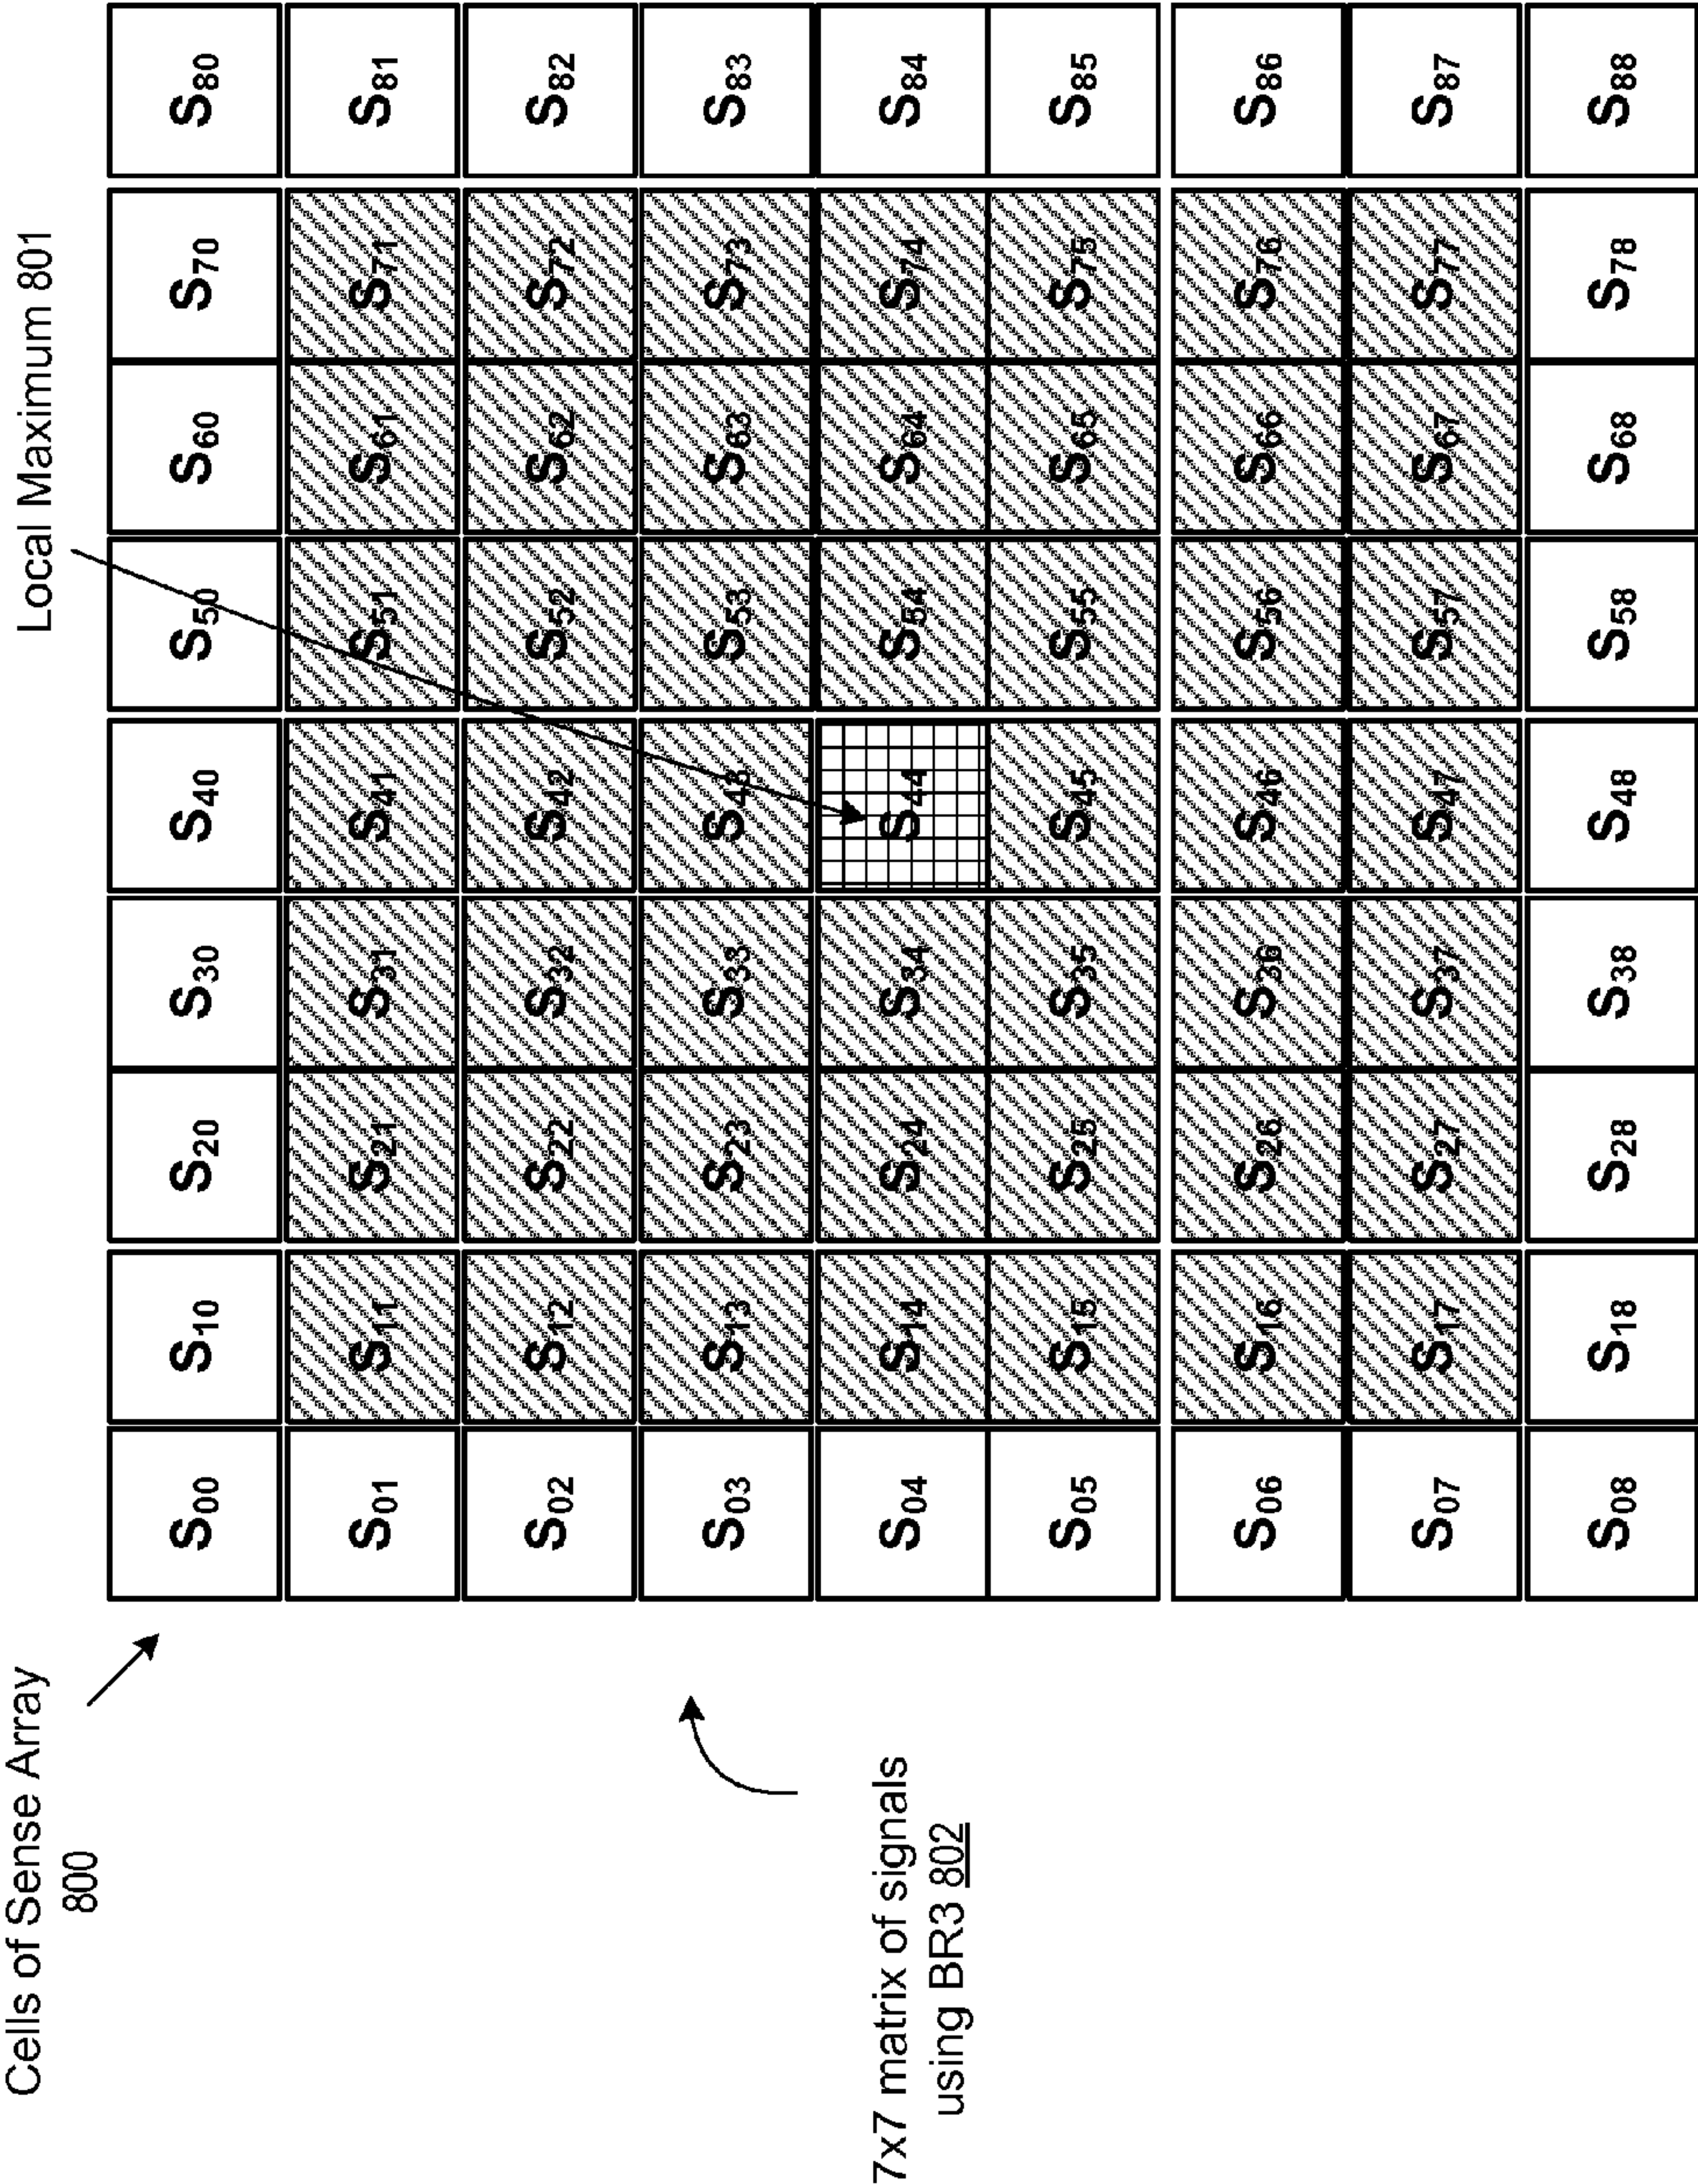 Cells of Sense Array
800
Local Maximum 801
7x7 matrix of signals
using BR3 802
S00 S10 S20 S30 S40 S50 S60 S70 S80
S01 S11 S21 S31 S41 S51 S61 S71 S81
S02 S12 S22 S32 S42 S52 S62 S72 S82
S03 S13 S23 S33 S43 S53 S63 S73 S83
S04 S14 S24 S34 S44 S54 S64 S74 S84
S05 S15 S25 S35 S45 S55 S65 S75 S85
S06 S16 S26 S36 S46 S56 S66 S76 S86
S07 S17 S27 S37 S47 S57 S67 S77 S87
S08 S18 S28 S38 S48 S58 S68 S78 S88